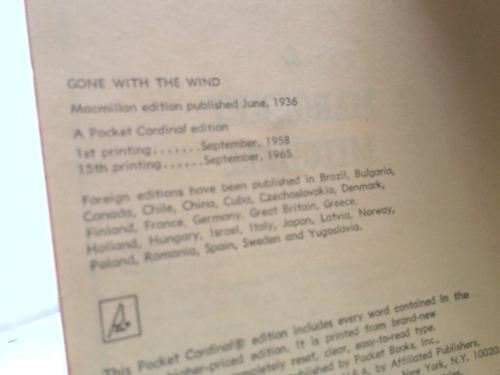 GONE WITH THE WIND
Macmillan edition published June, 1936
A Pocket Cardinal edition
1st printing.......September, 1958
15th printing......September, 1965
Foreign editions have been published in Brazil, Bulgaria,
Canada, Chile, China, Cuba, Czechoslovakia, Denmark,
Finland, France, Germany, Great Britain, Greece,
Holland, Hungary, Israel, Italy, Japan, Latvia, Norway,
Poland, Romania, Spain, Sweden and Yugoslavia.
This Pocket Cardinal® edition includes every word contained in the
higher-priced edition. It is printed from brand-new
completely reset, clear, easy-to-read type.
published by Pocket Books, Inc.,
by Affiliated Publishers,
New York, N.Y. 10020